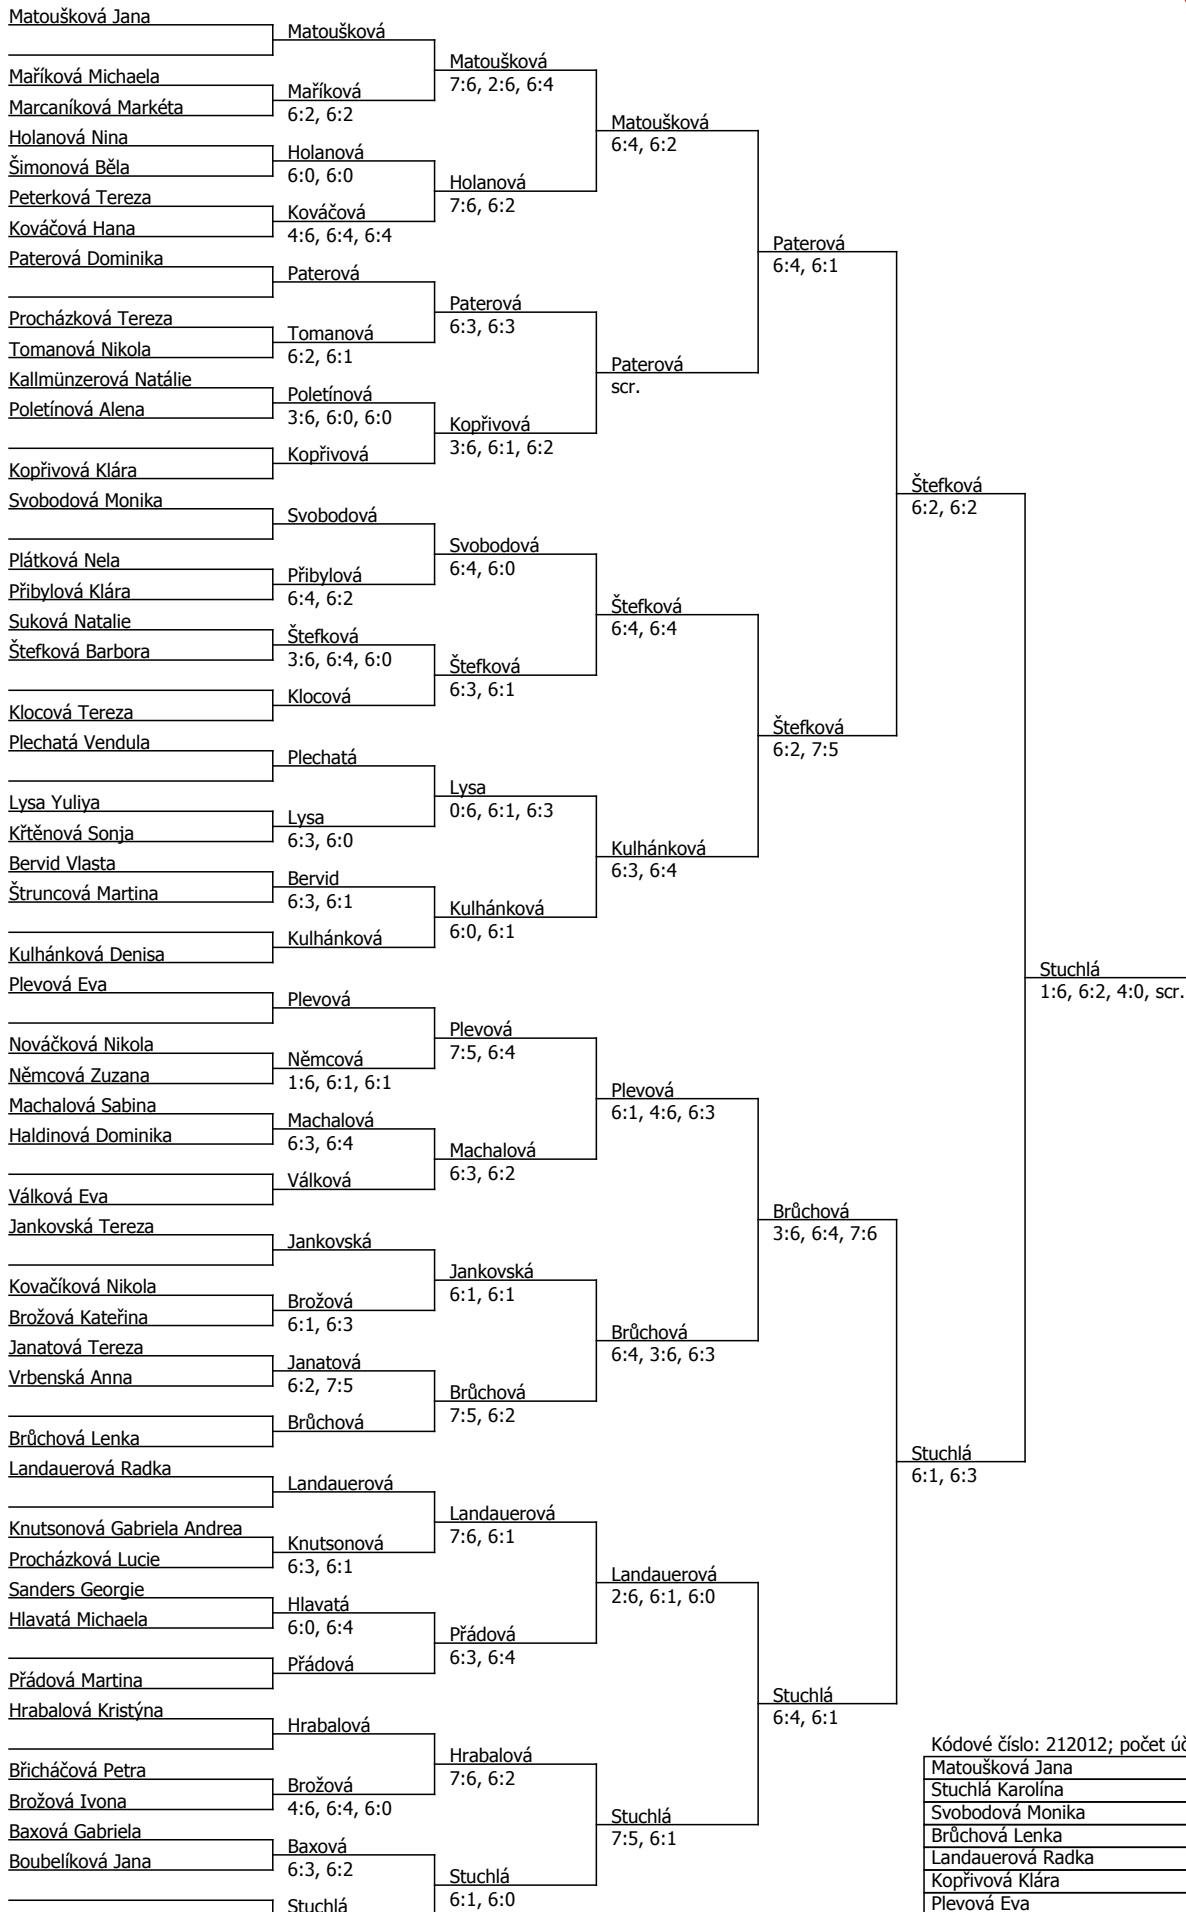 Matoušková Jana
Maříková Michaela
Marcaníková Markéta
Holanová Nina
Šimonová Běla
Peterková Tereza
Kováčová Hana
Paterová Dominika
Procházková Tereza
Tomanová Nikola
Kallmünzerová Natálie
Poletínová Alena
Kopřivová Klára
Svobodová Monika
Plátková Nela
Přibylová Klára
Suková Natalie
Štefková Barbora
Klocová Tereza
Plechatá Vendula
Lysa Yuliya
Křtěnová Sonja
Bervid Vlasta
Štruncová Martina
Kulhánková Denisa
Plevová Eva
Nováčková Nikola
Němcová Zuzana
Machalová Sabina
Haldinová Dominika
Válková Eva
Jankovská Tereza
Kovačíková Nikola
Brožová Kateřina
Janatová Tereza
Vrbenská Anna
Brůchová Lenka
Landauerová Radka
Knutsonová Gabriela Andrea
Procházková Lucie
Sanders Georgie
Hlavatá Michaela
Přádová Martina
Hrabalová Kristýna
Břicháčová Petra
Brožová Ivona
Baxová Gabriela
Boubelíková Jana
Matoušková
Maříková
6:2, 6:2
Holanová
6:0, 6:0
Kováčová
4:6, 6:4, 6:4
Paterová
Tomanová
6:2, 6:1
Poletínová
3:6, 6:0, 6:0
Kopřivová
Svobodová
Přibylová
6:4, 6:2
Štefková
3:6, 6:4, 6:0
Klocová
Plechatá
Lysa
6:3, 6:0
Bervid
6:3, 6:1
Kulhánková
Plevová
Němcová
1:6, 6:1, 6:1
Machalová
6:3, 6:4
Válková
Jankovská
Brožová
6:1, 6:3
Janatová
6:2, 7:5
Brůchová
Landauerová
Knutsonová
6:3, 6:1
Hlavatá
6:0, 6:4
Přádová
Hrabalová
Brožová
4:6, 6:4, 6:0
Baxová
6:3, 6:2
Stuchlá
Matoušková
7:6, 2:6, 6:4
Holanová
7:6, 6:2
Paterová
6:3, 6:3
Kopřivová
3:6, 6:1, 6:2
Svobodová
6:4, 6:0
Štefková
6:3, 6:1
Lysa
0:6, 6:1, 6:3
Kulhánková
6:0, 6:1
Plevová
7:5, 6:4
Machalová
6:3, 6:2
Jankovská
6:1, 6:1
Brůchová
7:5, 6:2
Landauerová
7:6, 6:1
Přádová
6:3, 6:4
Hrabalová
7:6, 6:2
Stuchlá
6:1, 6:0
Matoušková
6:4, 6:2
Paterová
scr.
Štefková
6:4, 6:4
Kulhánková
6:3, 6:4
Plevová
6:1, 4:6, 6:3
Brůchová
6:4, 3:6, 6:3
Landauerová
2:6, 6:1, 6:0
Stuchlá
7:5, 6:1
Paterová
6:4, 6:1
Štefková
6:2, 7:5
Brůchová
3:6, 6:4, 7:6
Stuchlá
6:4, 6:1
Štefková
6:2, 6:2
Stuchlá
6:1, 6:3
Stuchlá
1:6, 6:2, 4:0, scr.
Kódové číslo: 212012; počet úč
Matoušková Jana
Stuchlá Karolína
Svobodová Monika
Brůchová Lenka
Landauerová Radka
Kopřivová Klára
Plevová Eva